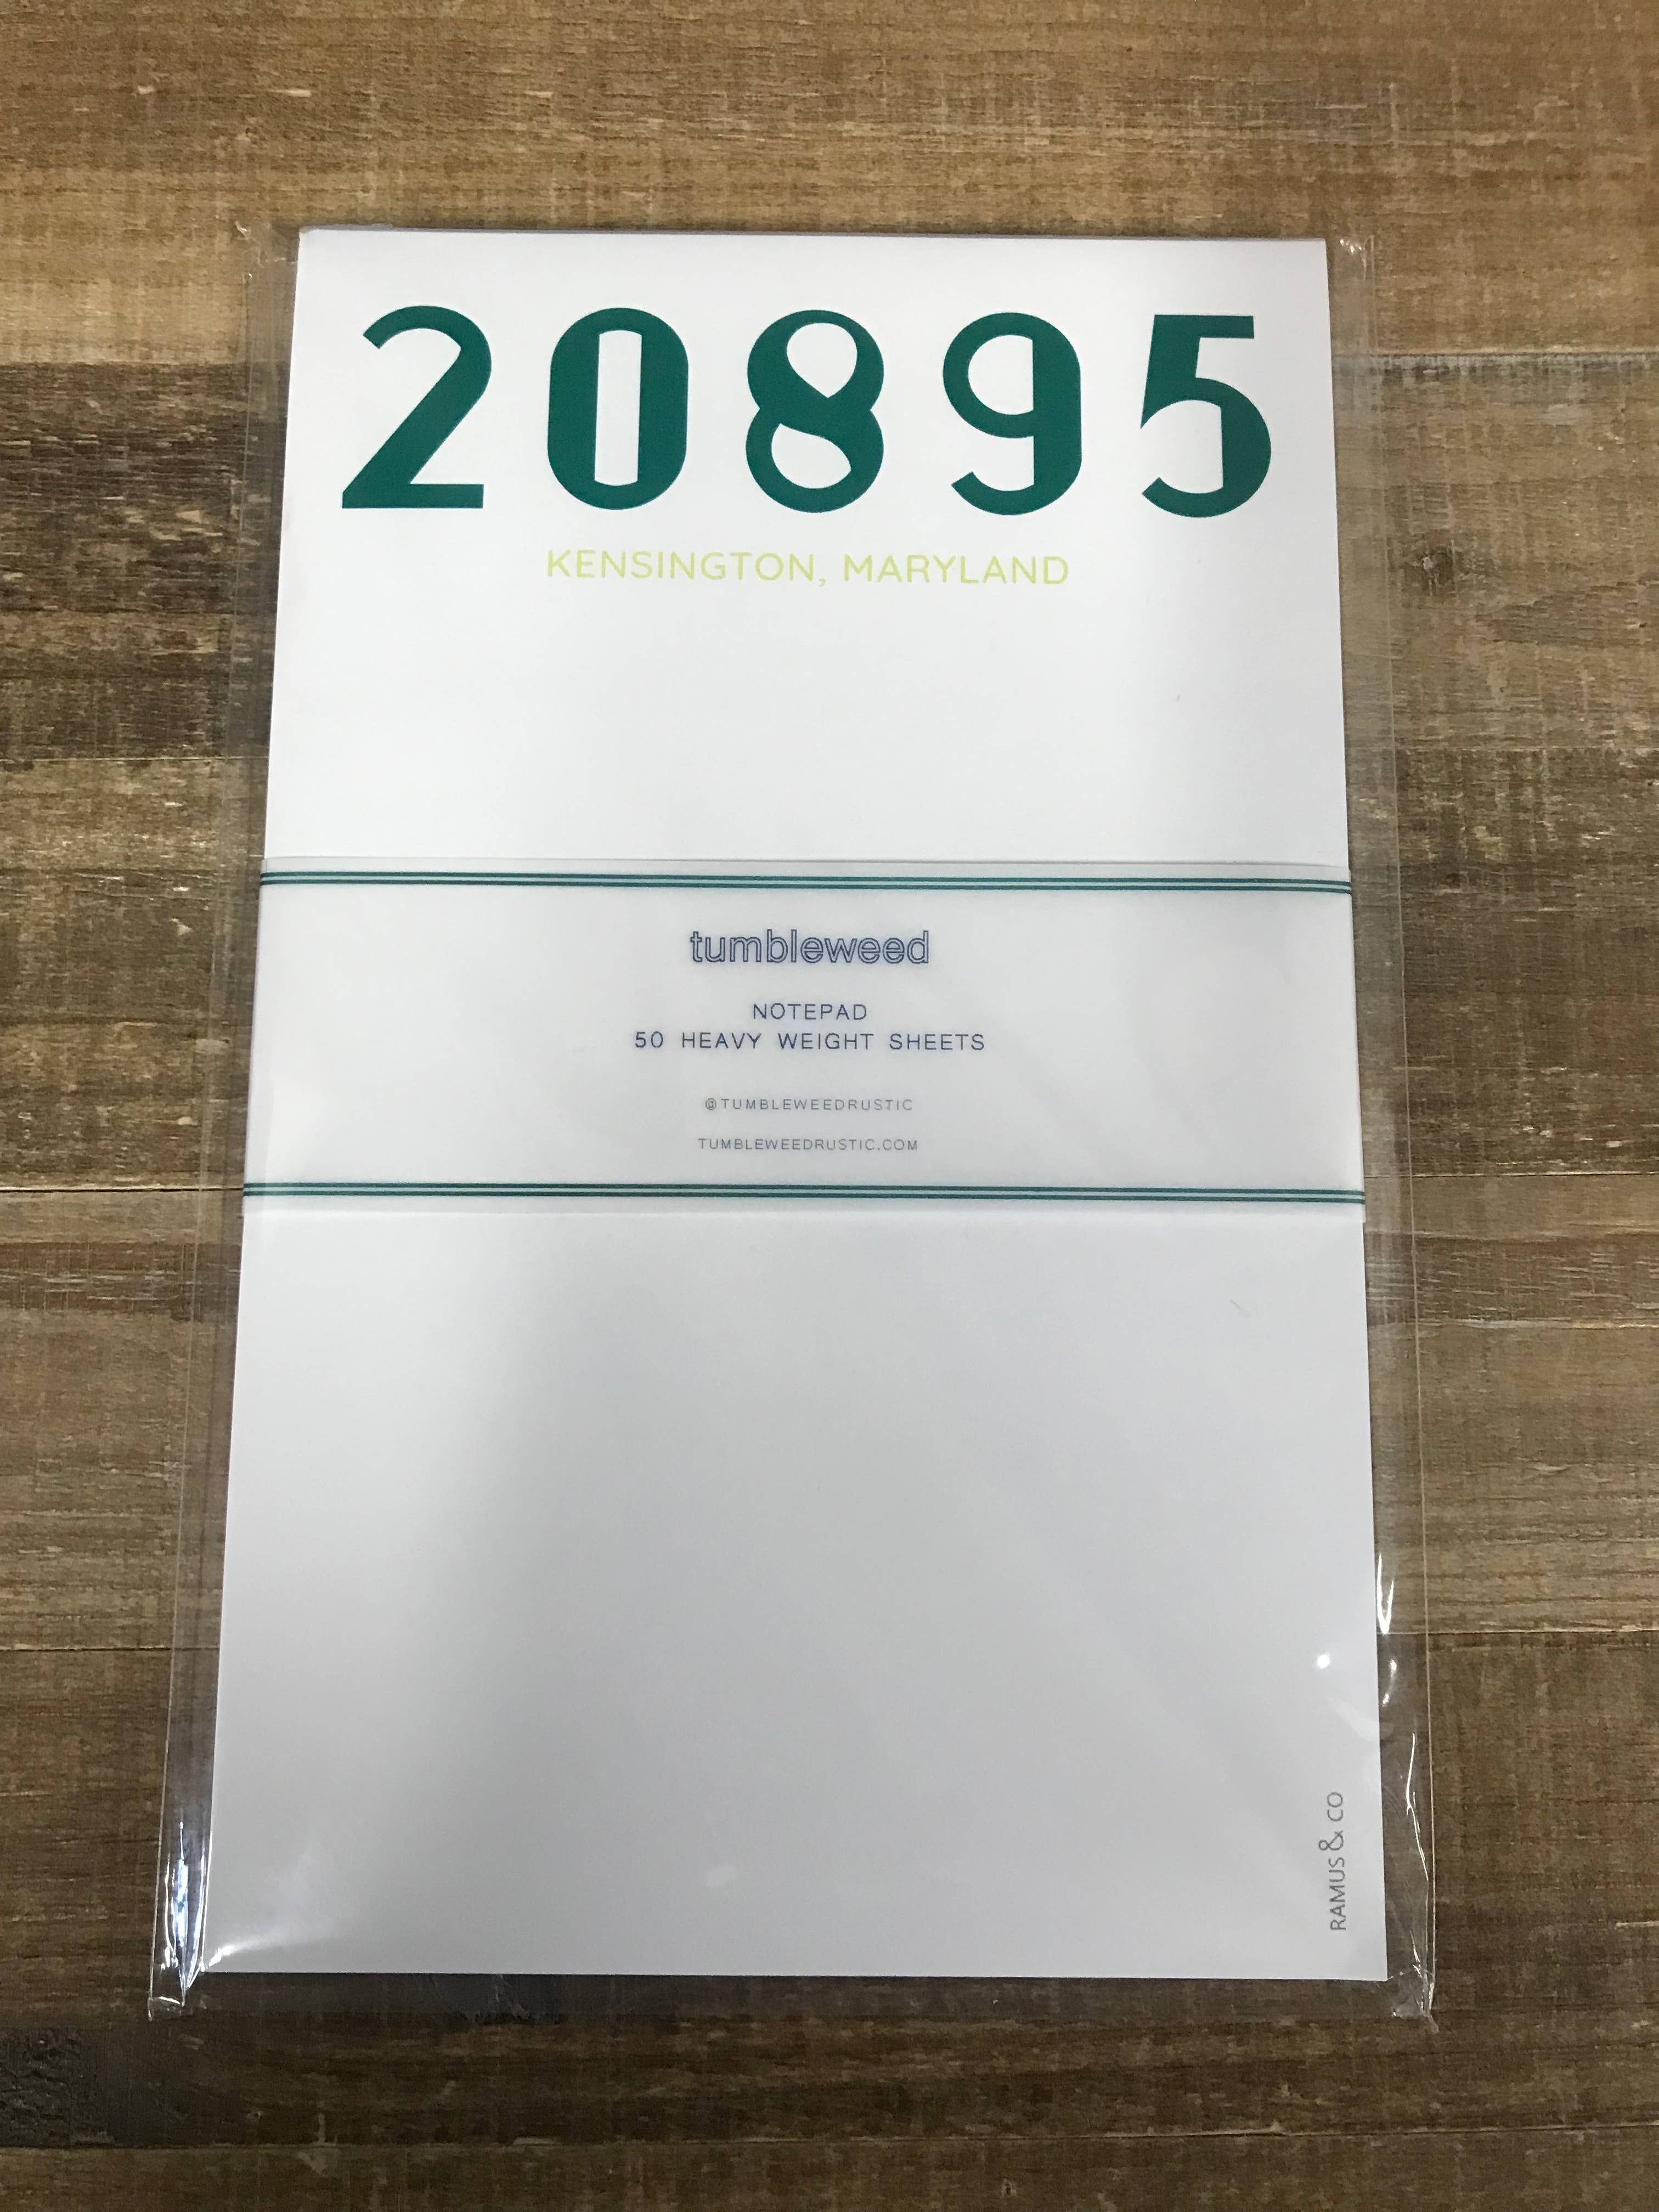 20895
KENSINGTON, MARYLAND
tumbleweed
NOTEPAD
50 HEAVY WEIGHT SHEETS
@TUMBLEWEEDRUSTIC
TUMBLEWEEDRUSTIC.COM
RAMUS & CO